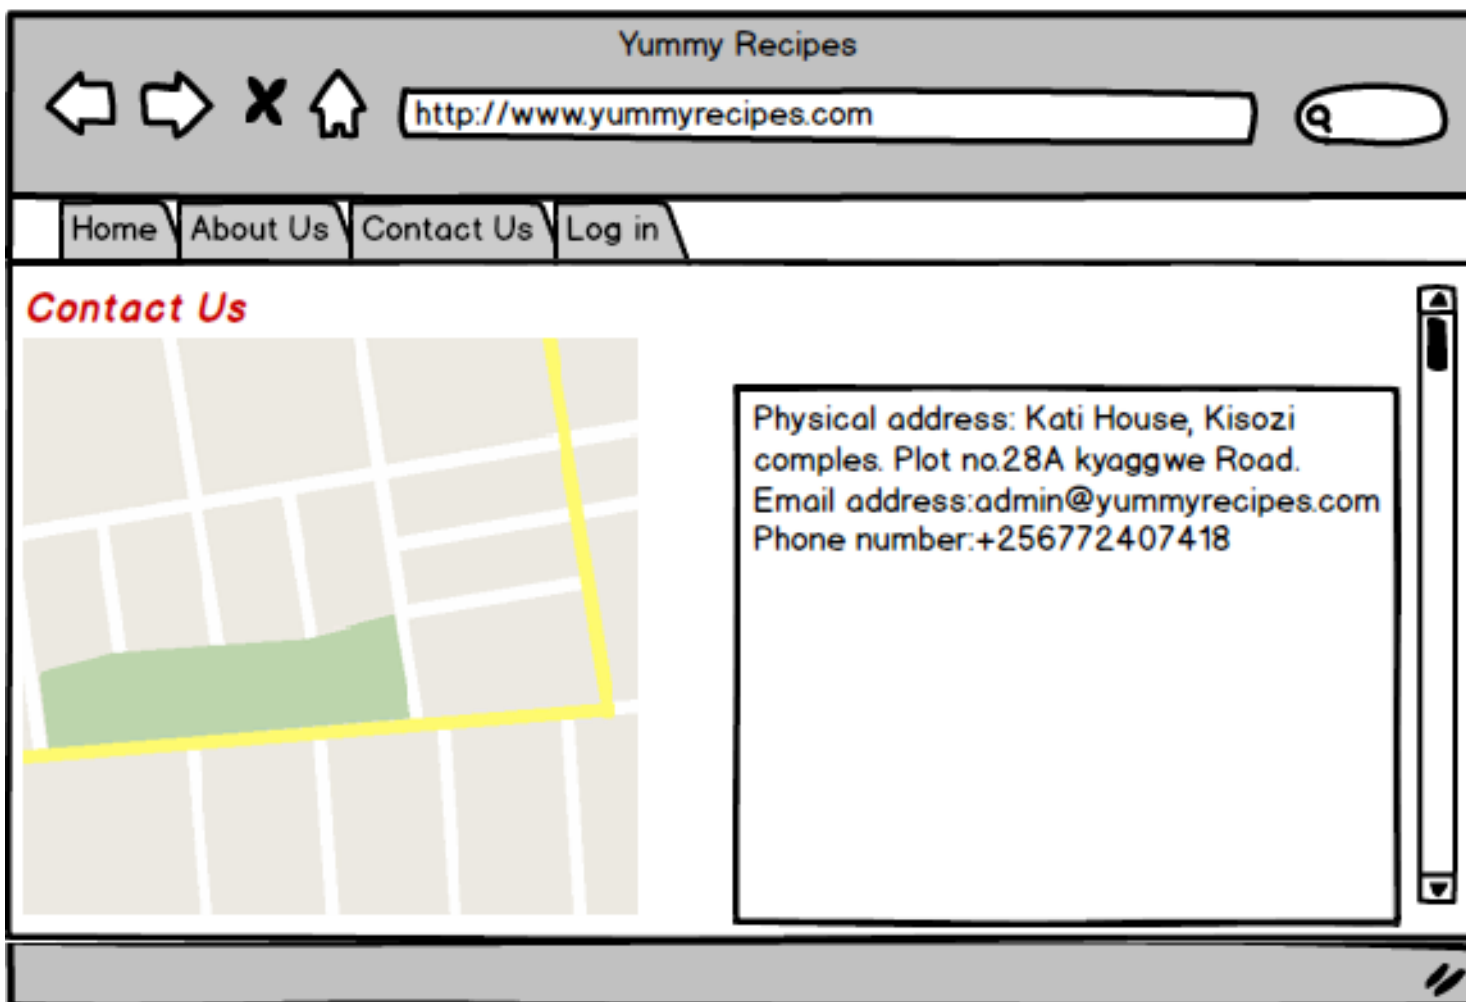 Yummy Recipes
http://www.yummyrecipes.com
Home About Us Contact Us Log in
Contact Us
Physical address: Kati House, Kisozi
comples. Plot no.28A kyaggwe Road.
Email address:admin@yummyrecipes.com
Phone number:+256772407418